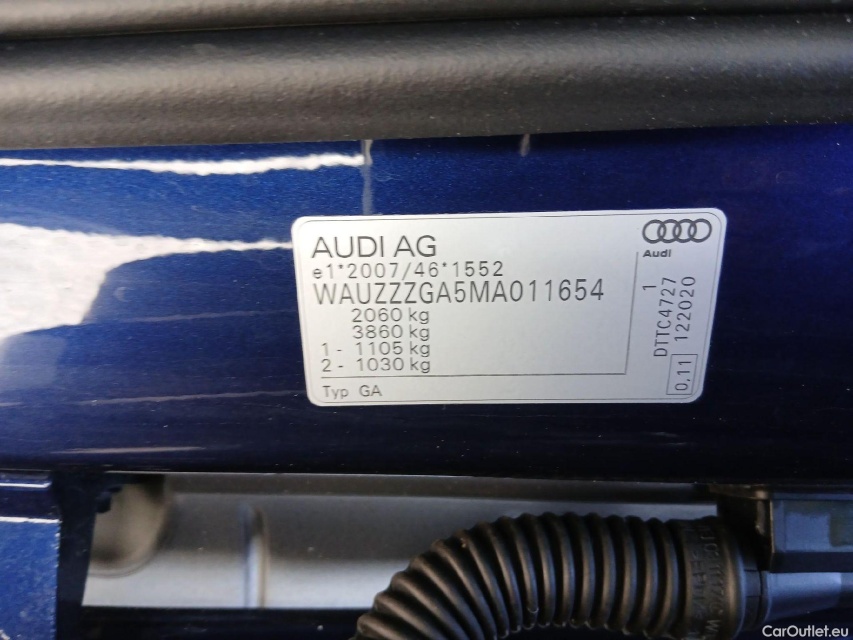 AUDI AG
e1*2007/46*1552
WAUZZZGA5MA011654
2060 kg
3860 kg
1 - 1105 kg
2 - 1030 kg
Typ GA
Audi
1
DTTC4727
122020
0,11
CarOutlet.eu